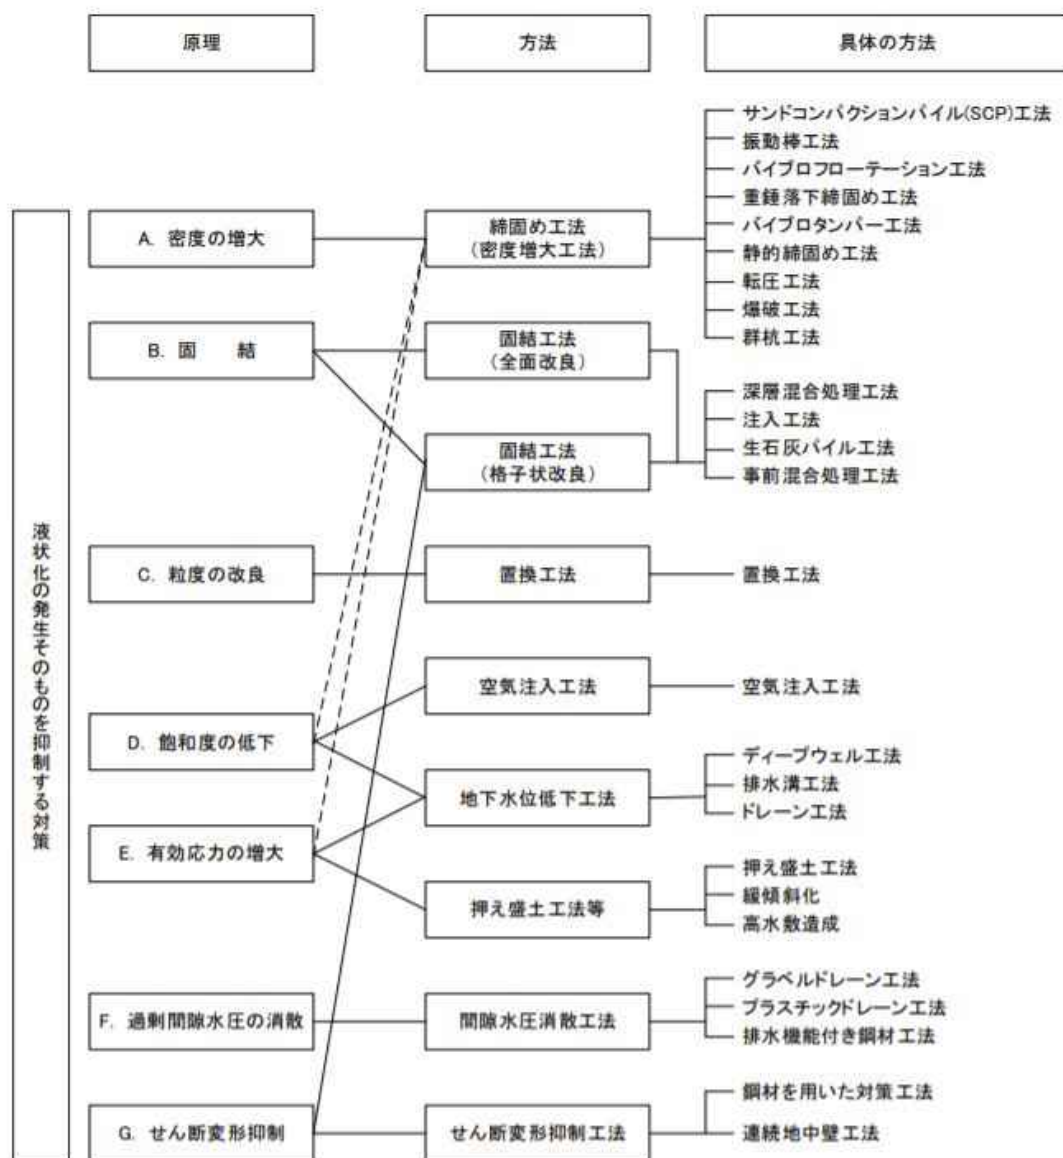 原理
方法
具体の方法
液状化の発生そのものを抑制する対策
A. 密度の増大
B. 固　　結
C. 粒度の改良
D. 飽和度の低下
E. 有効応力の増大
F. 過剰間隙水圧の消散
G. せん断変形抑制
締固め工法
（密度増大工法）
固結工法
（全面改良）
固結工法
（格子状改良）
置換工法
空気注入工法
地下水位低下工法
押え盛土工法等
間隙水圧消散工法
せん断変形抑制工法
サンドコンパクションパイル(SCP)工法
振動棒工法
バイブロフローテーション工法
重錘落下締固め工法
バイブロタンパー工法
静的締固め工法
転圧工法
爆破工法
群杭工法
深層混合処理工法
注入工法
生石灰パイル工法
事前混合処理工法
置換工法
空気注入工法
ディープウェル工法
排水溝工法
ドレーン工法
押え盛土工法
緩傾斜化
高水敷造成
グラベルドレーン工法
プラスチックドレーン工法
排水機能付き鋼材工法
鋼材を用いた対策工法
連続地中壁工法